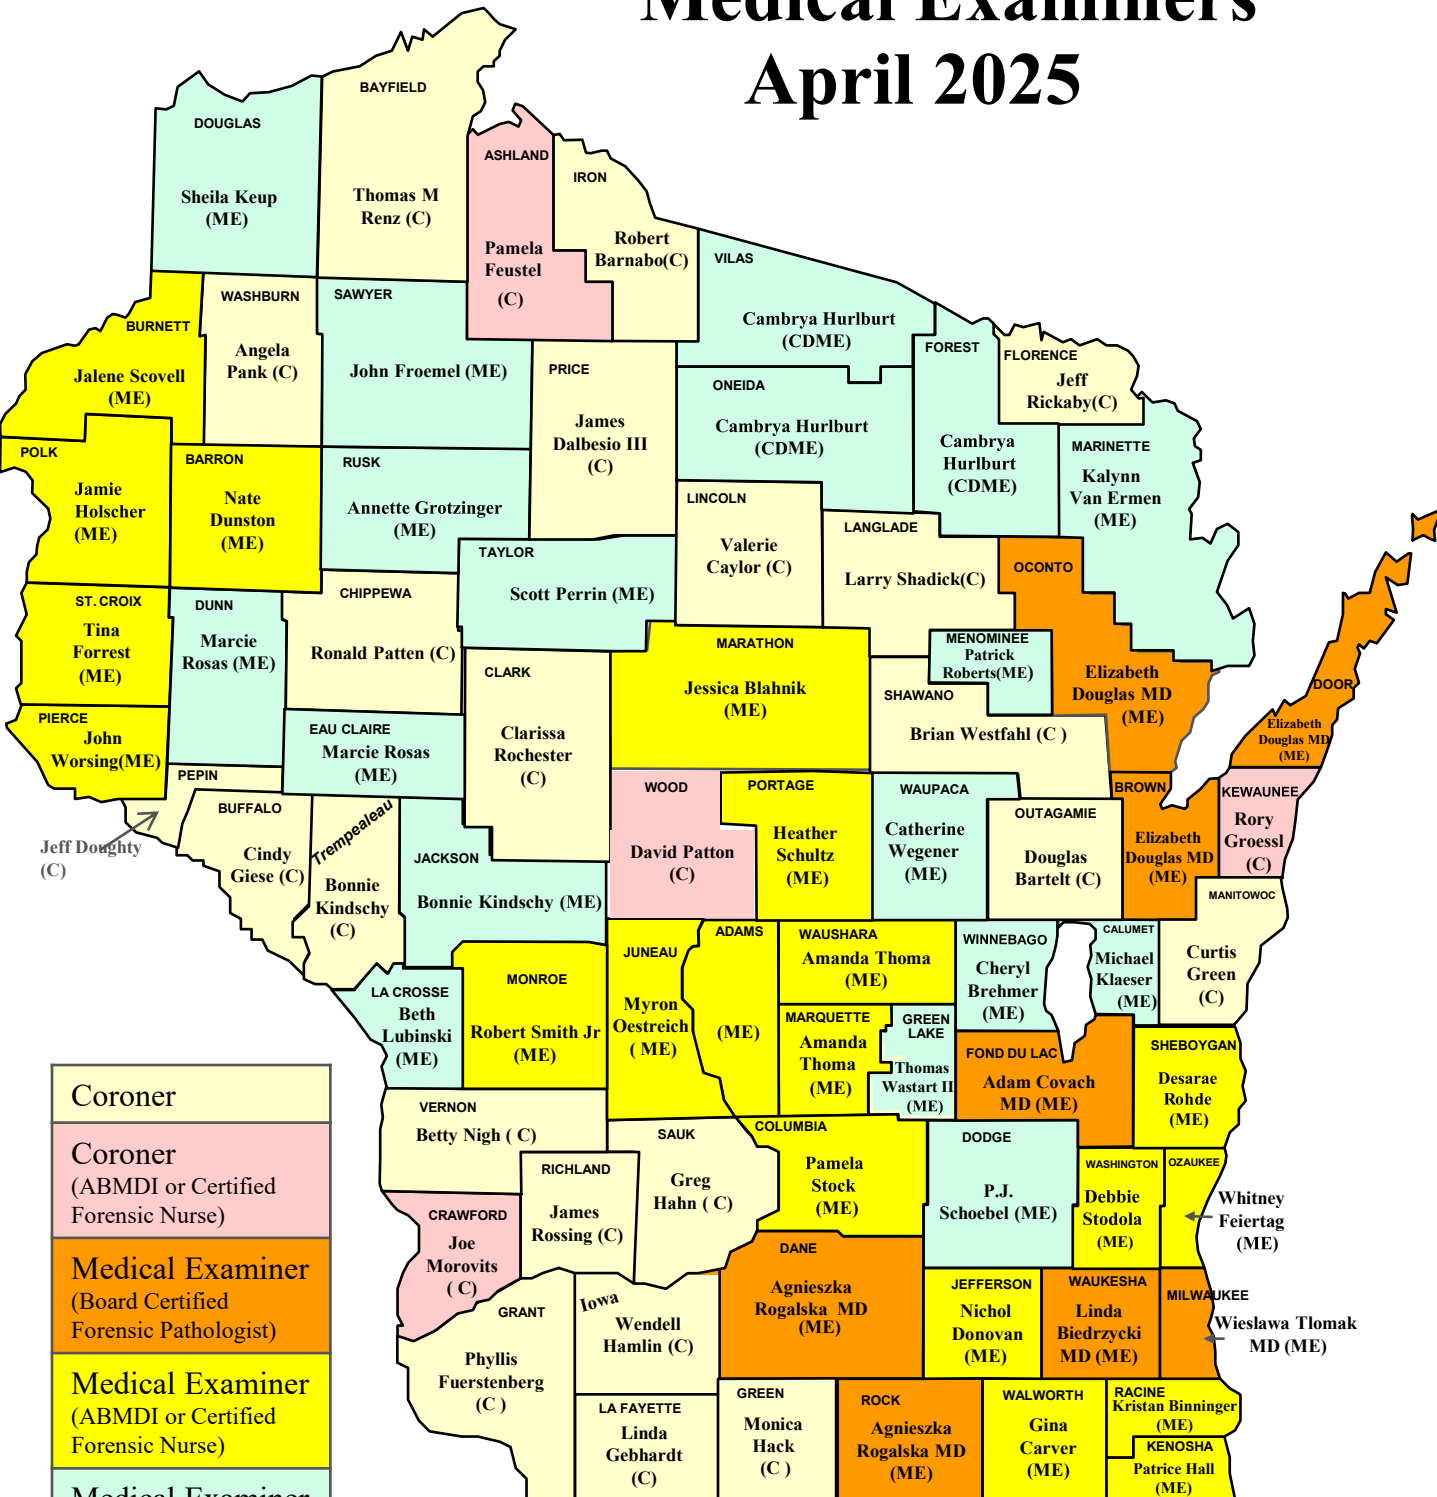 Medical Examiners
April 2025
BAYFIELD
Thomas M
Renz (C)
DOUGLAS
Sheila Keup
(ME)
ASHLAND
Pamela
Feustel
(C)
IRON
Robert
Barnabo(C)
VILAS
Cambrya Hurlburt
(CDME)
BURNETT
Jalene Scovell
(ME)
WASHBURN
Angela
Pank (C)
SAWYER
John Froemel (ME)
PRICE
James
Dalbesio III
(C)
ONEIDA
Cambrya Hurlburt
(CDME)
FOREST
Cambrya
Hurlburt
(CDME)
FLORENCE
Jeff
Rickaby(C)
MARINETTE
Kalynn
Van Ermen
(ME)
POLK
Jamie
Holscher
(ME)
BARRON
Nate
Dunston
(ME)
RUSK
Annette Grotzinger
(ME)
LINCOLN
Valerie
Caylor (C)
LANGLADE
Larry Shadick(C)
OCONTO
Elizabeth
Douglas MD
(ME)
TAYLOR
Scott Perrin (ME)
ST. CROIX
Tina
Forrest
(ME)
DUNN
Marcie
Rosas (ME)
CHIPPEWA
Ronald Patten (C)
CLARK
Clarissa
Rochester
(C)
MARATHON
Jessica Blahnik
(ME)
MENOMINEE
Patrick
Roberts(ME)
SHAWANO
Brian Westfahl (C )
DOOR
Elizabeth
Douglas MD
(ME)
PIERCE
John
Worsing(ME)
EAU CLAIRE
Marcie Rosas
(ME)
PEPIN
Jeff Doughty
(C)
BUFFALO
Cindy
Giese (C)
Trempealeau
Bonnie
Kindschy
(C)
JACKSON
Bonnie Kindschy (ME)
WOOD
David Patton
(C)
PORTAGE
Heather
Schultz
(ME)
WAUPACA
Catherine
Wegener
(ME)
OUTAGAMIE
Douglas
Bartelt (C)
BROWN
Elizabeth
Douglas MD
(ME)
KEWAUNEE
Rory
Groessl
(C)
MANITOWOC
Curtis
Green
(C)
LA CROSSE
Beth
Lubinski
(ME)
MONROE
Robert Smith Jr
(ME)
JUNEAU
Myron
Oestreich
( ME)
ADAMS
(ME)
WAUSHARA
Amanda Thoma
(ME)
MARQUETTE
Amanda
Thoma
(ME)
GREEN
LAKE
Thomas
Wastart II
(ME)
WINNEBAGO
Cheryl
Brehmer
(ME)
CALUMET
Michael
Klaeser
(ME)
FOND DU LAC
Adam Covach
MD (ME)
SHEBOYGAN
Desarae
Rohde
(ME)
VERNON
Betty Nigh ( C)
SAUK
Greg
Hahn ( C)
RICHLAND
James
Rossing (C)
COLUMBIA
Pamela
Stock
(ME)
DODGE
P.J.
Schoebel (ME)
WASHINGTON
Debbie
Stodola
(ME)
OZAUKEE
Whitney
Feiertag
(ME)
CRAWFORD
Joe
Morovits
( C)
GRANT
Phyllis
Fuerstenberg
(C )
Iowa
Wendell
Hamlin (C)
DANE
Agnieszka
Rogalska MD
(ME)
JEFFERSON
Nichol
Donovan
(ME)
WAUKESHA
Linda
Biedrzycki
MD (ME)
MILWAUKEE
Wieslawa Tlomak
MD (ME)
LA FAYETTE
Linda
Gebhardt
(C)
GREEN
Monica
Hack
(C )
ROCK
Agnieszka
Rogalska MD
(ME)
WALWORTH
Gina
Carver
(ME)
RACINE
Kristan Binninger
(ME)
KENOSHA
Patrice Hall
(ME)
Coroner
Coroner
(ABMDI or Certified
Forensic Nurse)
Medical Examiner
(Board Certified
Forensic Pathologist)
Medical Examiner
(ABMDI or Certified
Forensic Nurse)
Medical Examiner